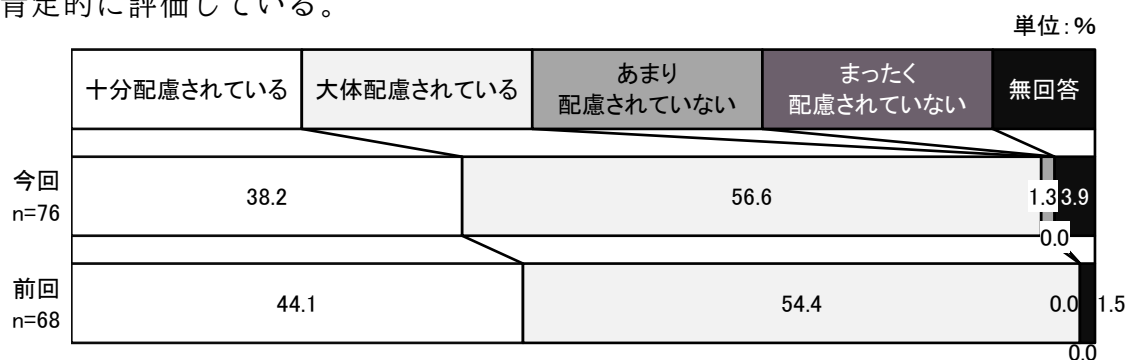 肯定的に評価している。
単位:%
十分配慮されている
大体配慮されている
あまり
配慮されていない
まったく
配慮されていない
無回答
今回
n=76
38.2
56.6
1.3
3.9
0.0
前回
n=68
44.1
54.4
0.0
1.5
0.0